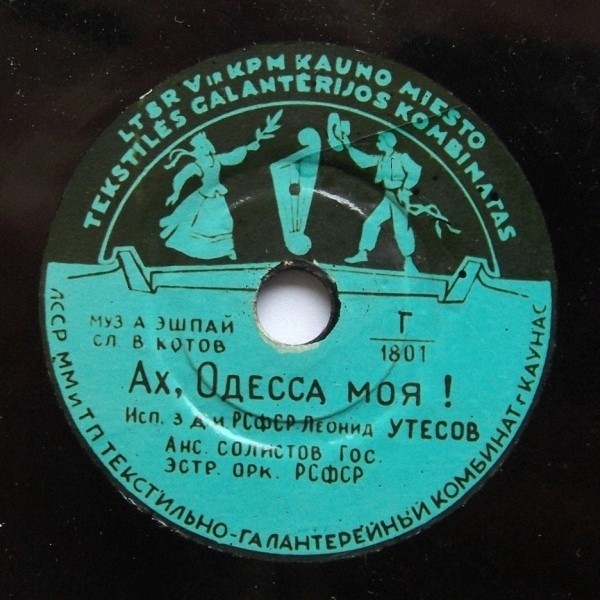 LTSR V IR KPM KAUNO MIESTO
TEKSTILĖS GALANTERIJOS KOMBINATAS
МУЗ А ЭШПАЙ
СЛ. В КОТОВ
Г
1801
АХ, ОДЕССА МОЯ !
ИСП. З Д И РСФСР ЛЕОНИД УТЕСОВ
АНС. СОЛИСТОВ ГОС.
ЭСТР. ОРК. РСФСР
ЛССР ММ И ТП ТЕКСТИЛЬНО-ГАЛАНТЕРЕЙНЫЙ КОМБИНАТ Г КАУНАС